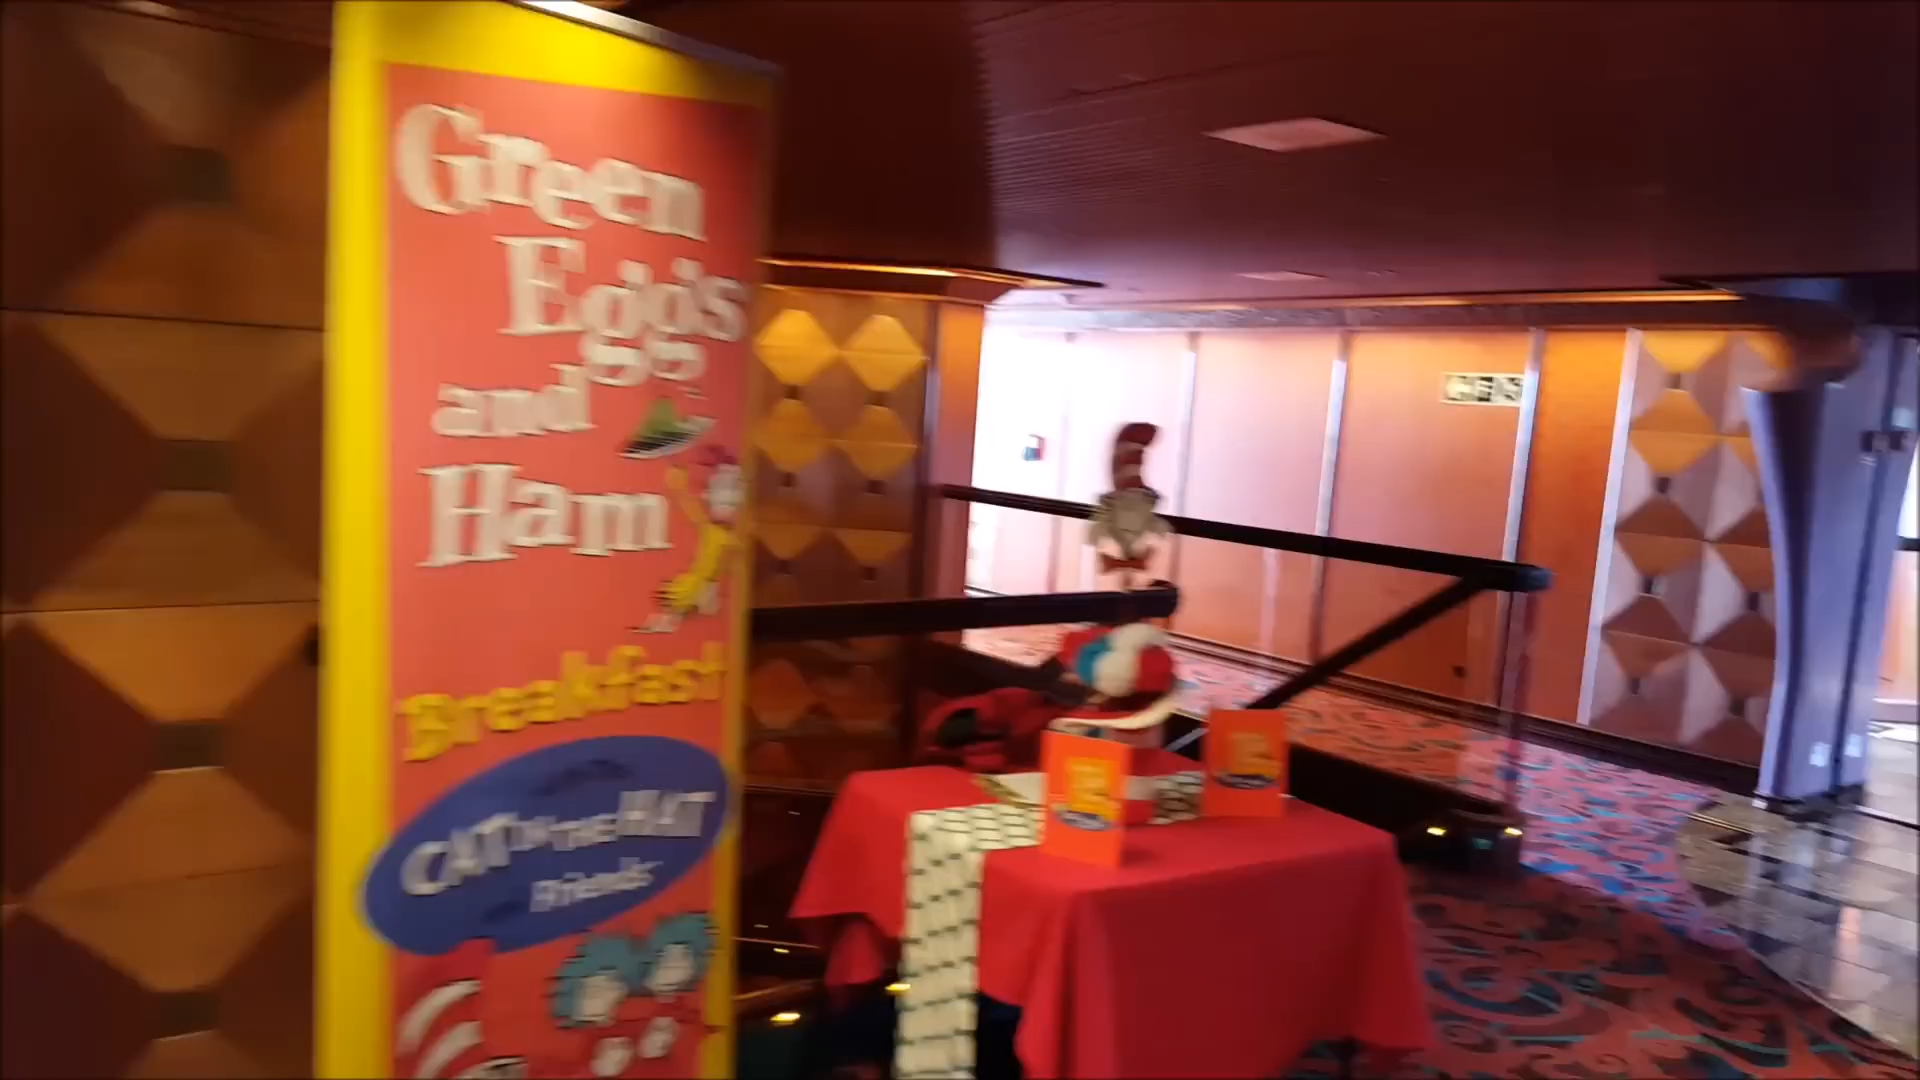 Green
Eggs
and
Ham
Breakfast
CAT IN THE HAT
Friends